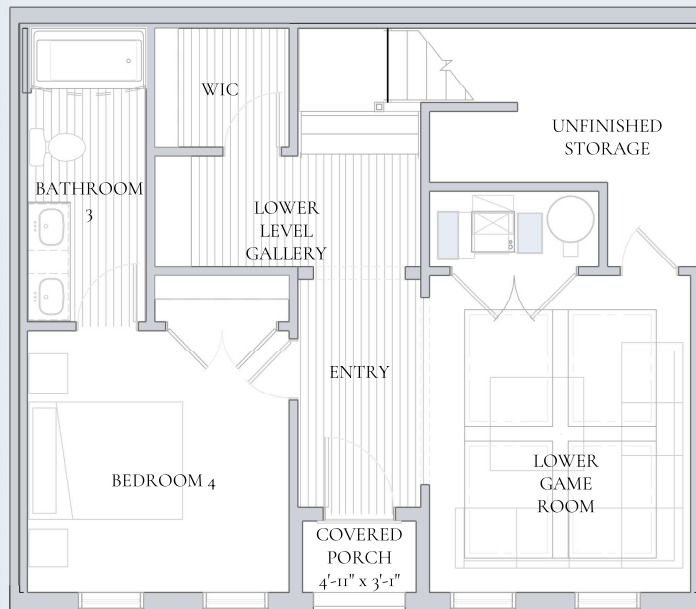 WIC
UNFINISHED
STORAGE
BATHROOM
3
LOWER
LEVEL
GALLERY
ENTRY
BEDROOM 4
LOWER
GAME
ROOM
COVERED
PORCH
4'-11" x 3'-1"